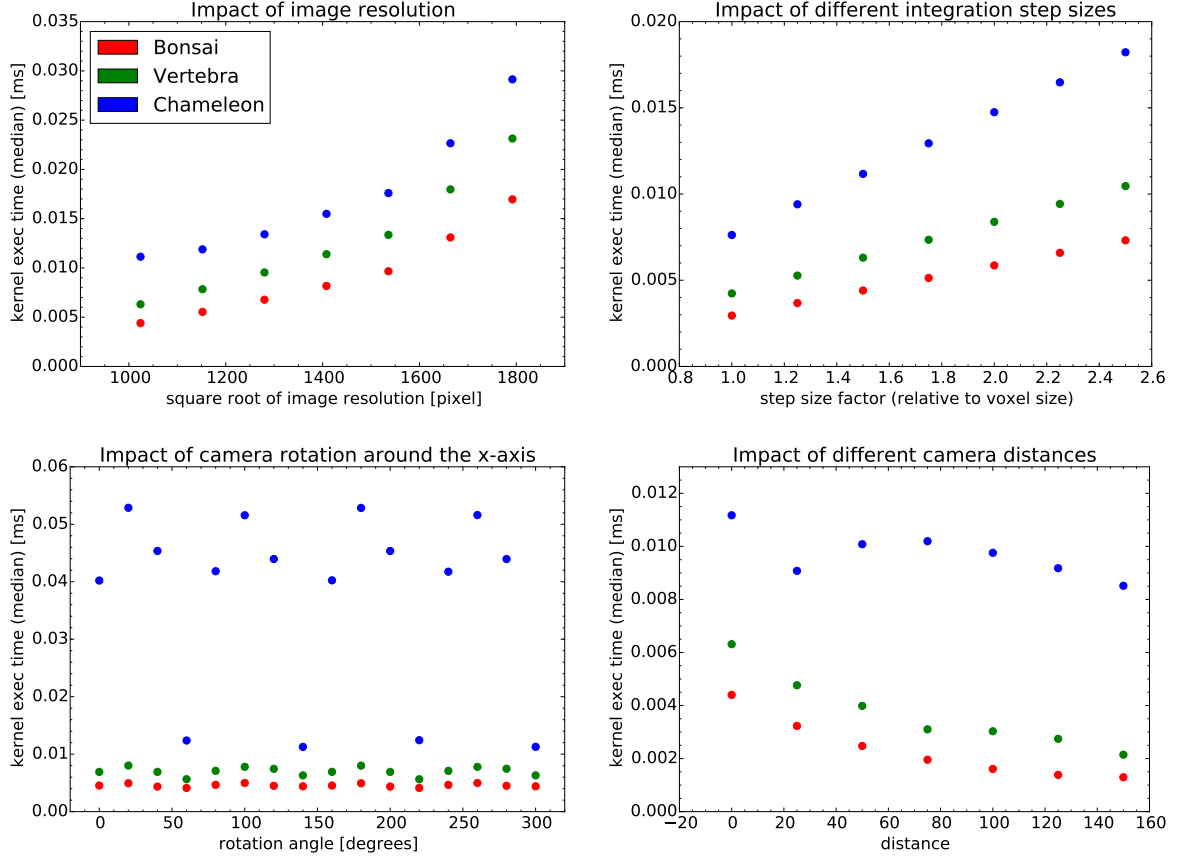 Impact of image resolution
kernel exec time (median) [ms]
0.035
0.030
0.025
0.020
0.015
0.010
0.005
0.000
Bonsai
Vertebra
Chameleon
1000 1200 1400 1600 1800
square root of image resolution [pixel]
Impact of different integration step sizes
kernel exec time (median) [ms]
0.020
0.015
0.010
0.005
0.000
0.8 1.0 1.2 1.4 1.6 1.8 2.0 2.2 2.4 2.6
step size factor (relative to voxel size)
Impact of camera rotation around the x-axis
kernel exec time (median) [ms]
0.06
0.05
0.04
0.03
0.02
0.01
0.00
0 50 100 150 200 250 300
rotation angle [degrees]
Impact of different camera distances
kernel exec time (median) [ms]
0.012
0.010
0.008
0.006
0.004
0.002
0.000
−20 0 20 40 60 80 100 120 140 160
distance